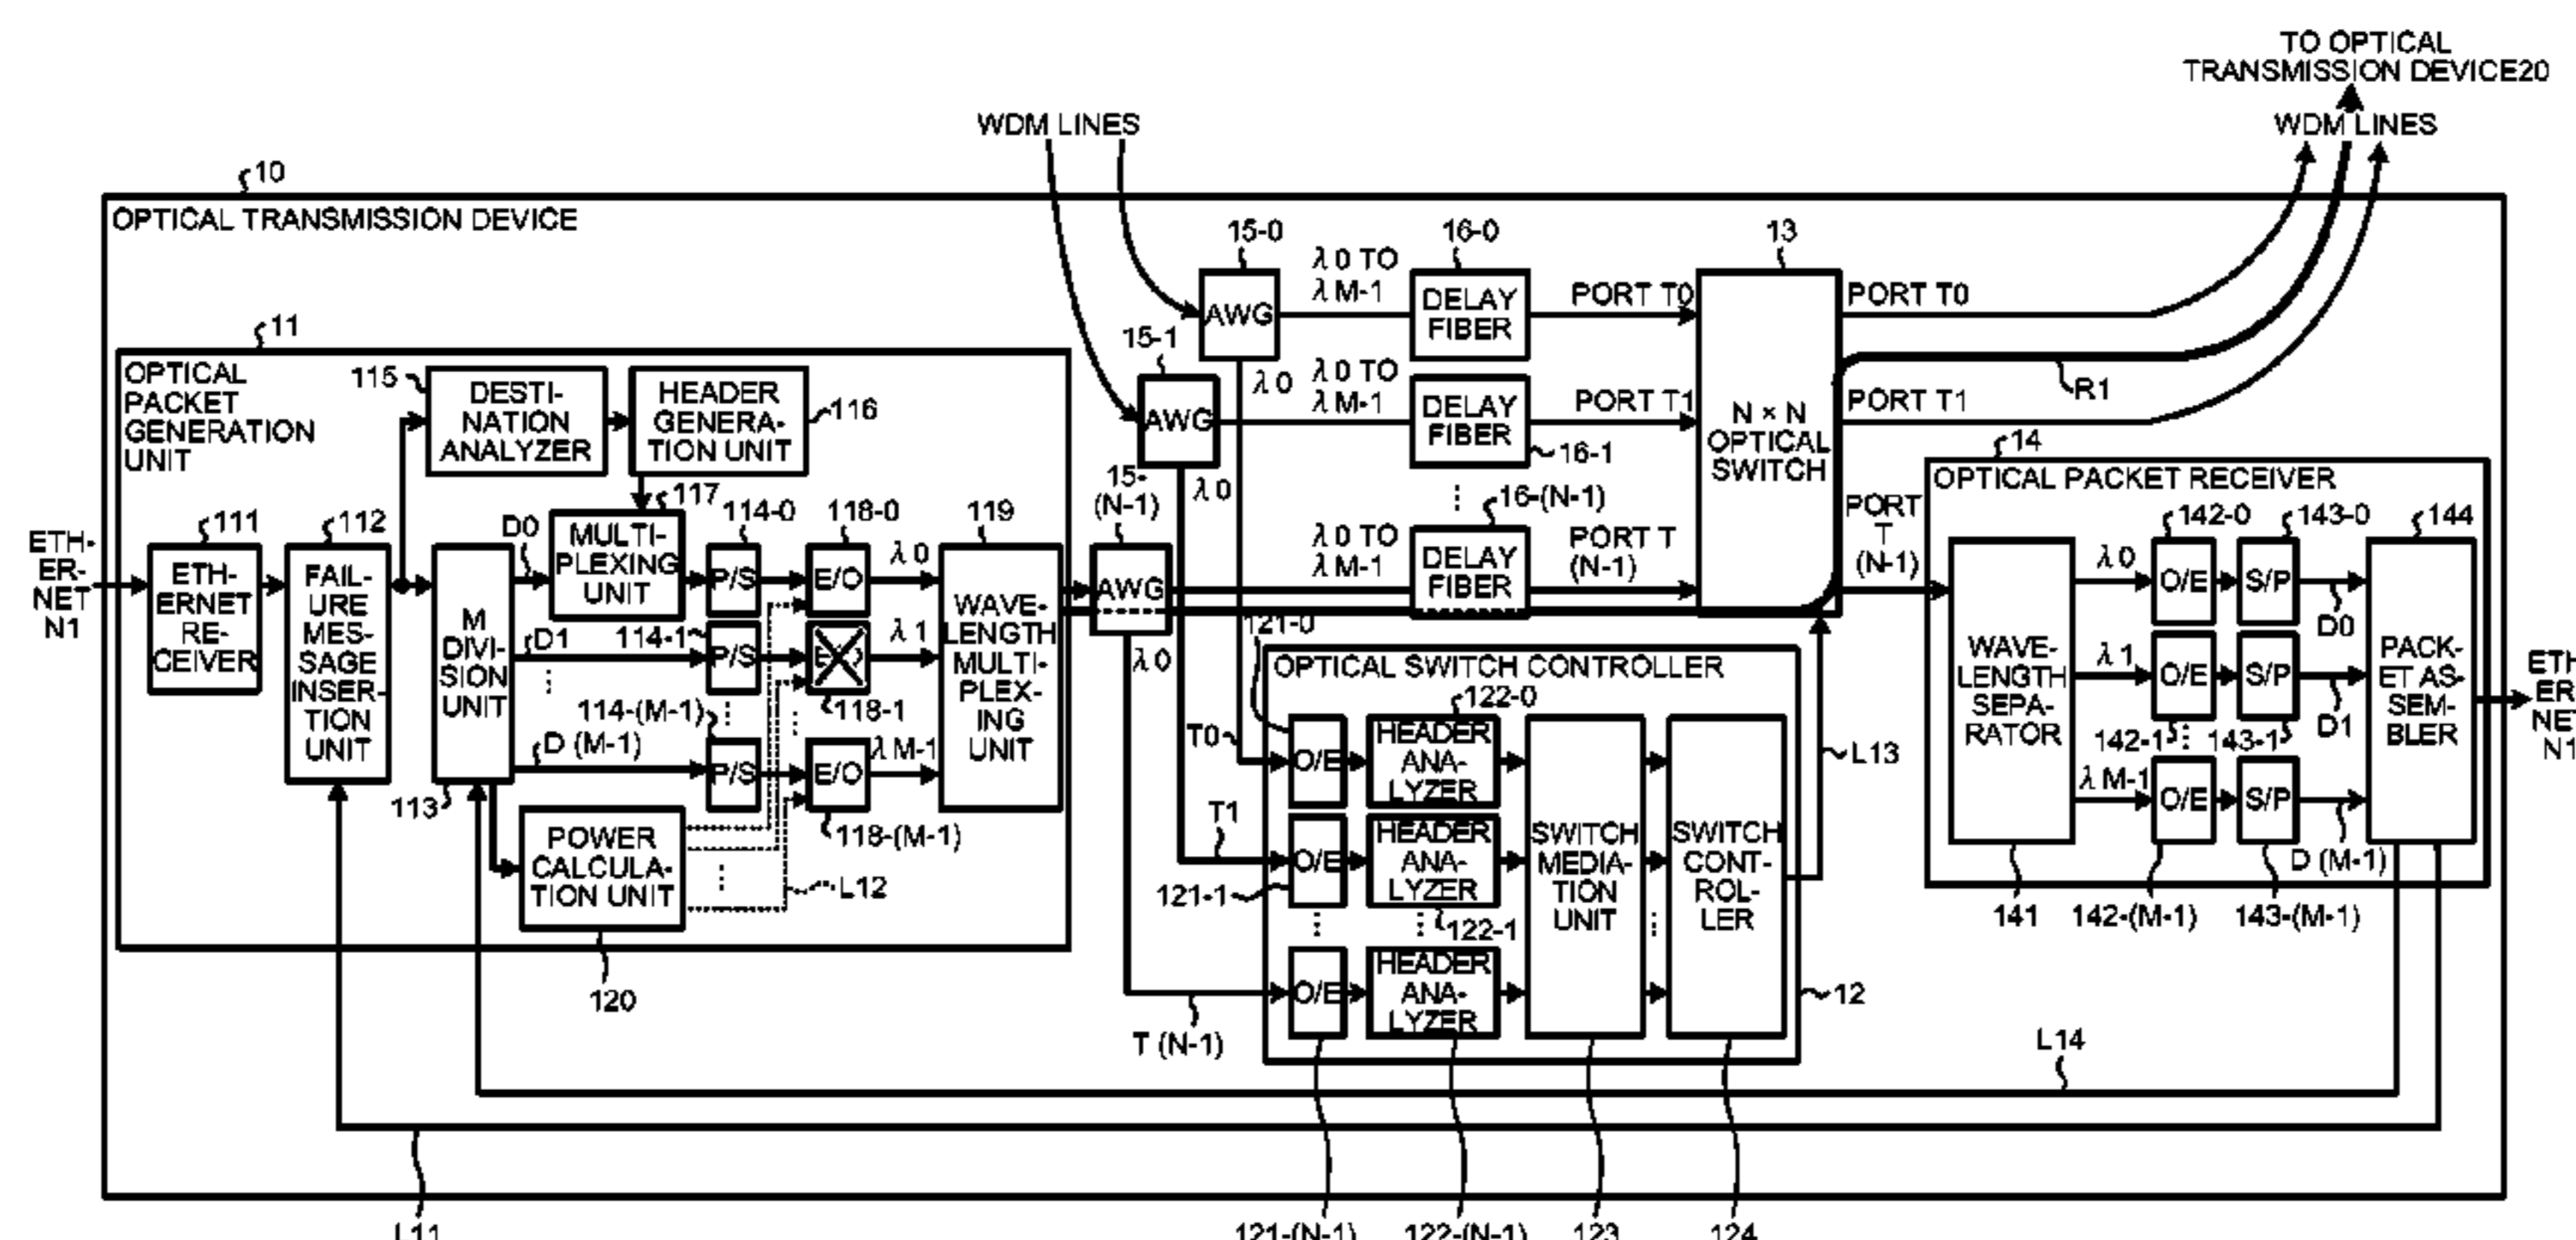 TO OPTICAL
TRANSMISSION DEVICE20
WDM LINES
WDM LINES
10
OPTICAL TRANSMISSION DEVICE
15-0
λ0 TO
λM-1
16-0
13
AWG
DELAY
FIBER
PORT T0
PORT T0
11
15-1
λ0
λ0 TO
λM-1
R1
OPTICAL
PACKET
GENERATION
UNIT
115
DESTI-
NATION
ANALYZER
HEADER
GENERA-
TION UNIT
116
AWG
DELAY
FIBER
16-1
PORT T1
N × N
OPTICAL
SWITCH
PORT T1
14
OPTICAL PACKET RECEIVER
15-
(N-1)
λ0
16-(N-1)
ETH-
ER-
NET
N1
111
ETH-
ERNET
RE-
CEIVER
112
FAIL-
URE
MES-
SAGE
INSER-
TION
UNIT
M
DIVI-
SION
UNIT
113
D0
117
MULTI-
PLEXING
UNIT
114-0
P/S
118-0
E/O
λ0
119
WAVE-
LENGTH
MULTI-
PLEX-
ING
UNIT
D1
114-1
P/S
E/O
λ1
118-1
114-(M-1)
D (M-1)
P/S
E/O
λM-1
118-(M-1)
POWER
CALCULA-
TION UNIT
L12
120
AWG
λ0
λ0 TO
λM-1
DELAY
FIBER
PORT T
(N-1)
PORT
T
(N-1)
121-0
OPTICAL SWITCH CONTROLLER
122-0
T0
O/E
HEADER
ANA-
LYZER
T1
O/E
HEADER
ANA-
LYZER
121-1
122-1
SWITCH
MEDIA-
TION
UNIT
SWITCH
CONT-
ROL-
LER
L13
O/E
HEADER
ANA-
LYZER
12
T (N-1)
142-0
143-0
144
WAVE-
LENGTH
SEPA-
RATOR
λ0
O/E
S/P
D0
λ1
O/E
S/P
D1
142-1
143-1
λM-1
O/E
S/P
D (M-1)
PACK-
ET AS-
SEM-
BLER
ETH
ER
NET
N1
141
142-(M-1)
143-(M-1)
L14
L11
121-(N-1)
122-(N-1)
123
124